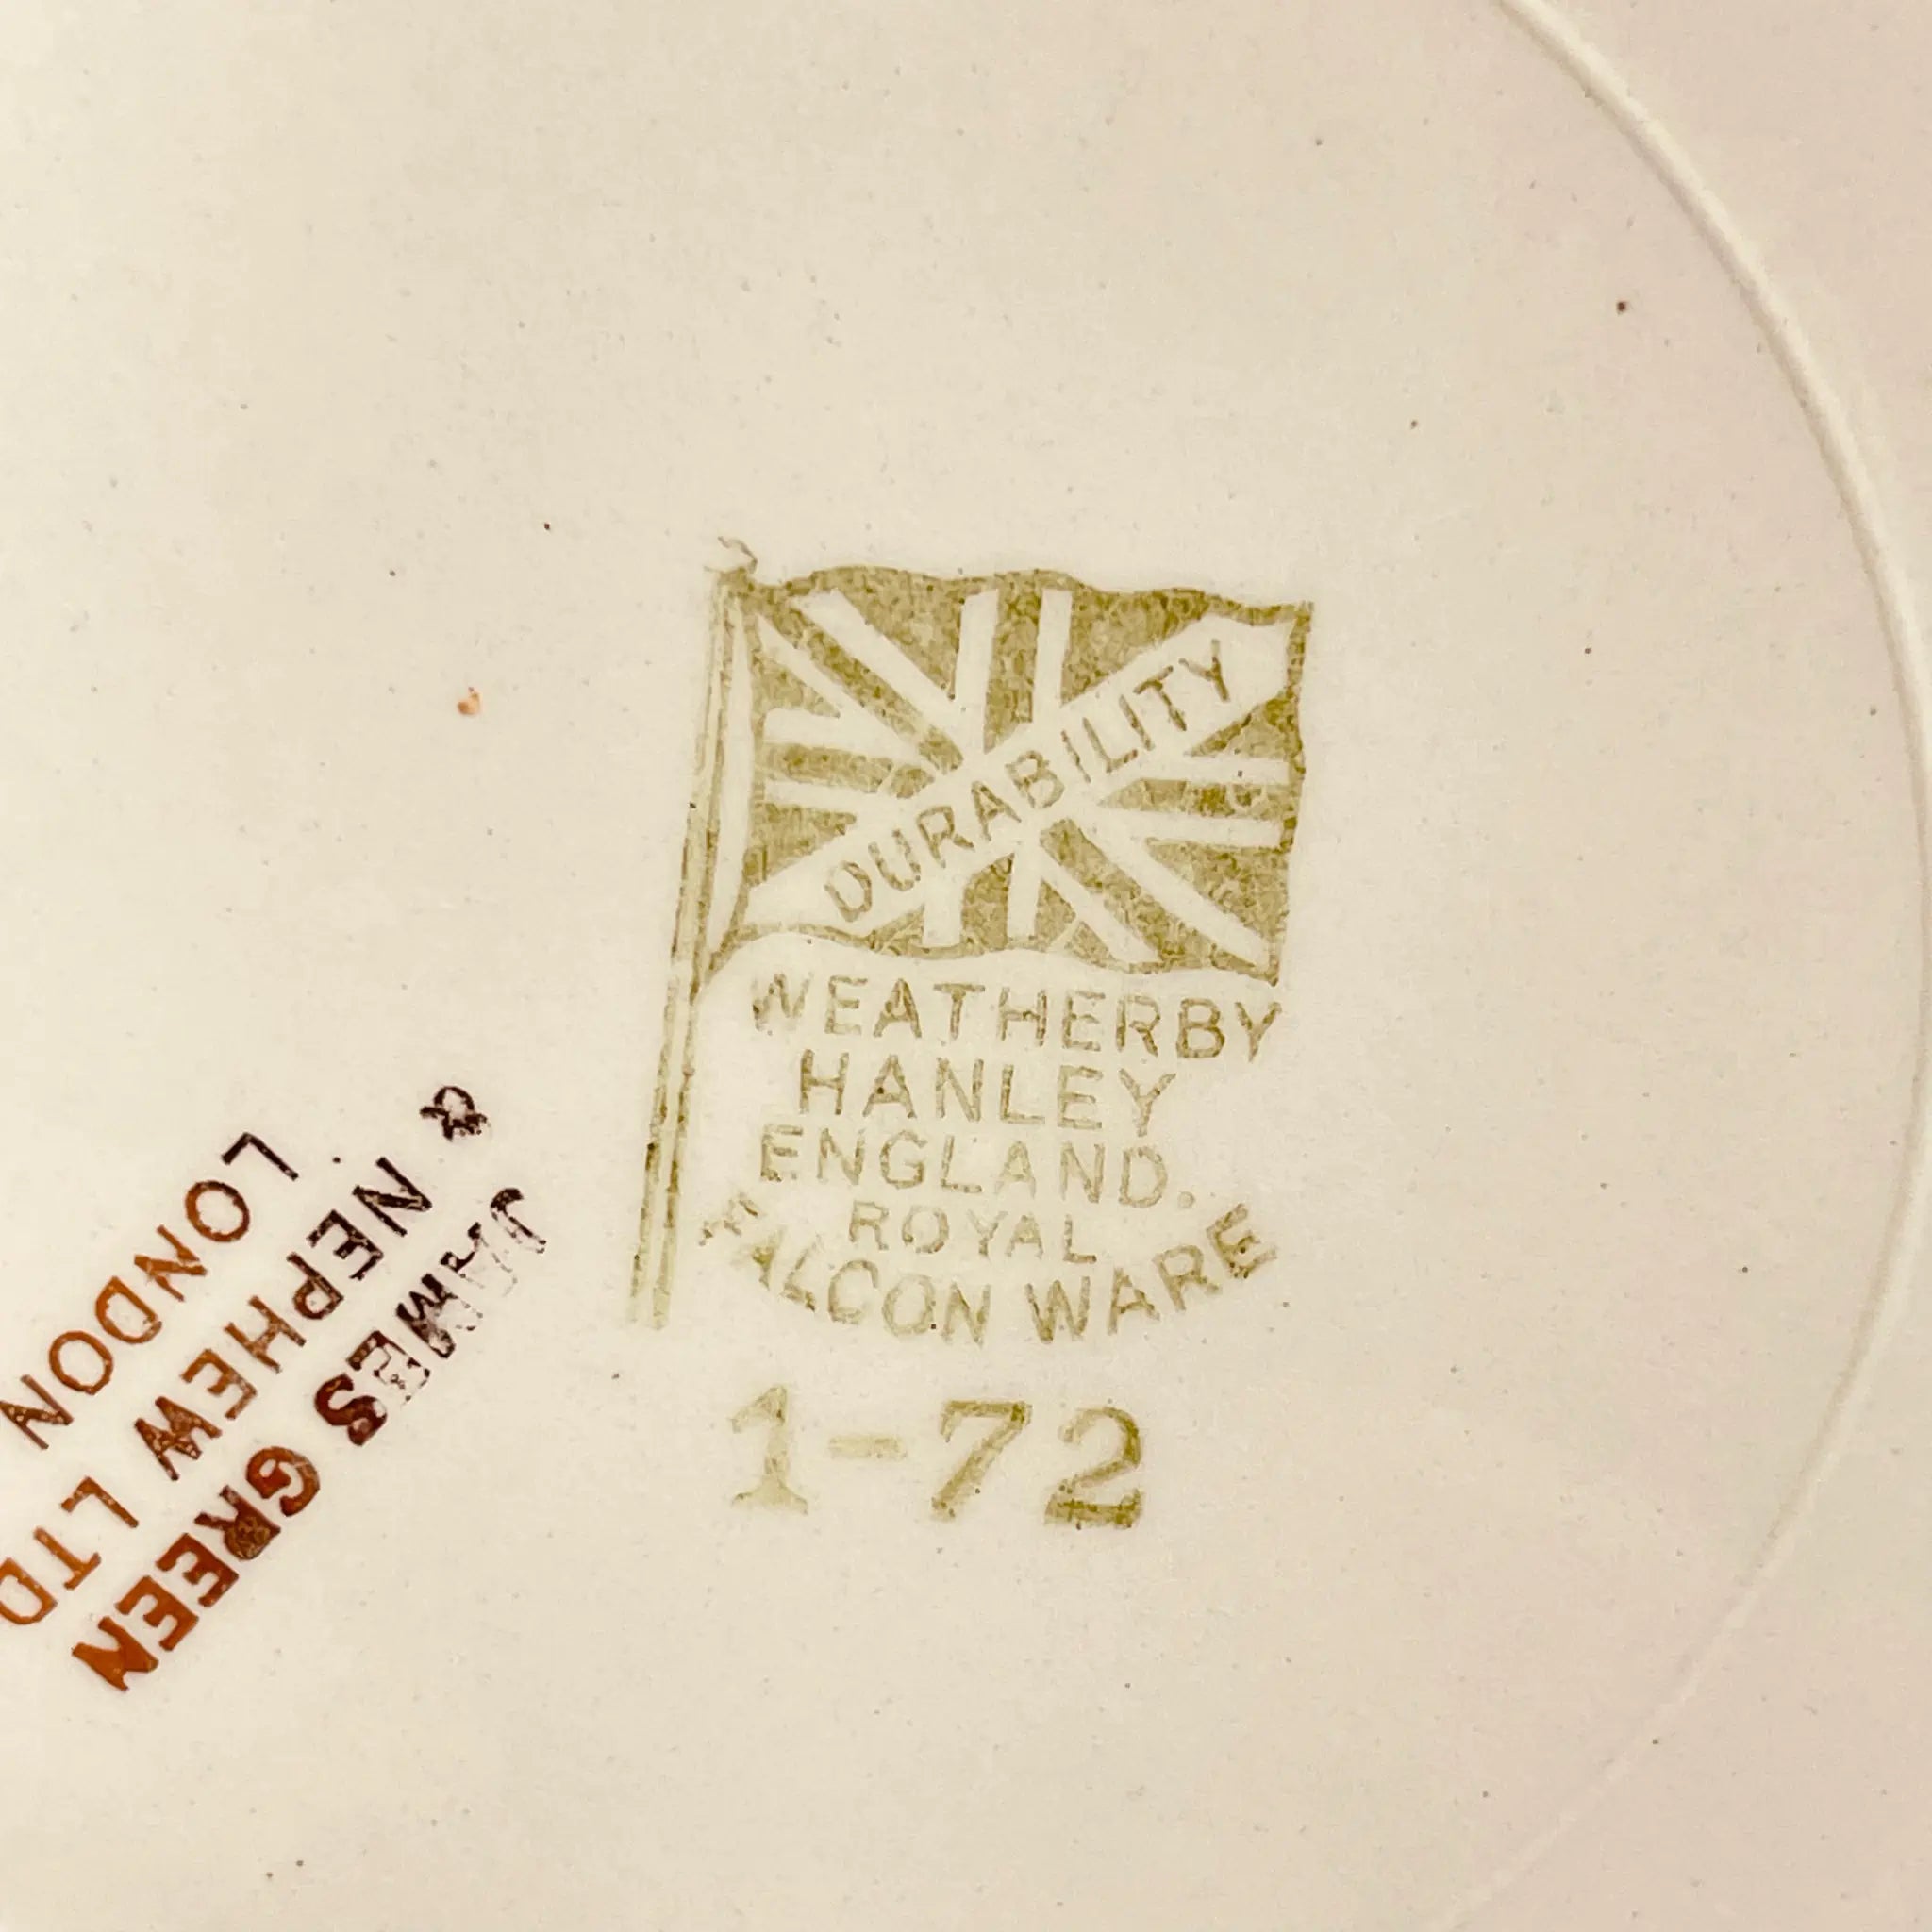 DURABILITY
WEATHERBY
HANLEY
ENGLAND.
ROYAL
FALCON WARE
1-72
JAMES GREEN
& NEPHEW LTD
LONDON